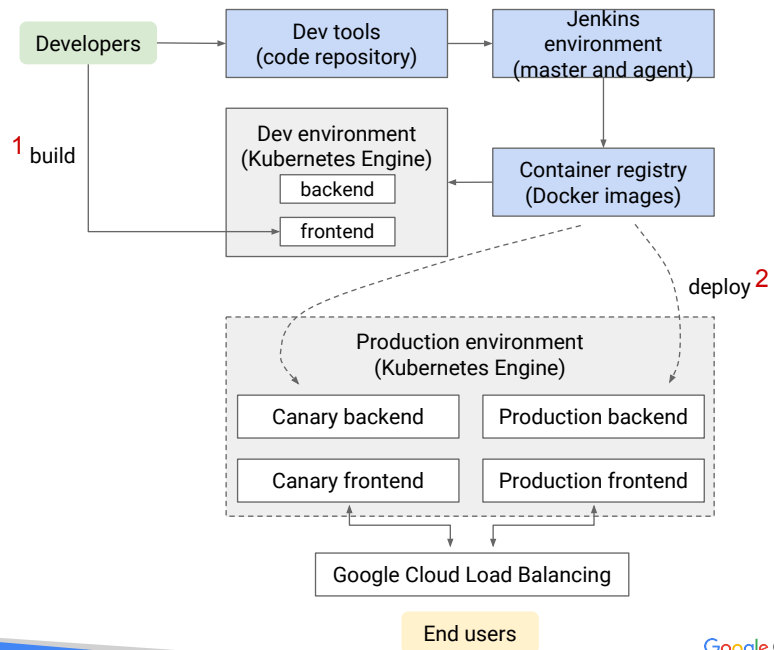 Developers
Dev tools
(code repository)
Jenkins
environment
(master and agent)
1 build
Dev environment
(Kubernetes Engine)
backend
frontend
Container registry
(Docker images)
deploy 2
Production environment
(Kubernetes Engine)
Canary backend
Production backend
Canary frontend
Production frontend
Google Cloud Load Balancing
End users
Google